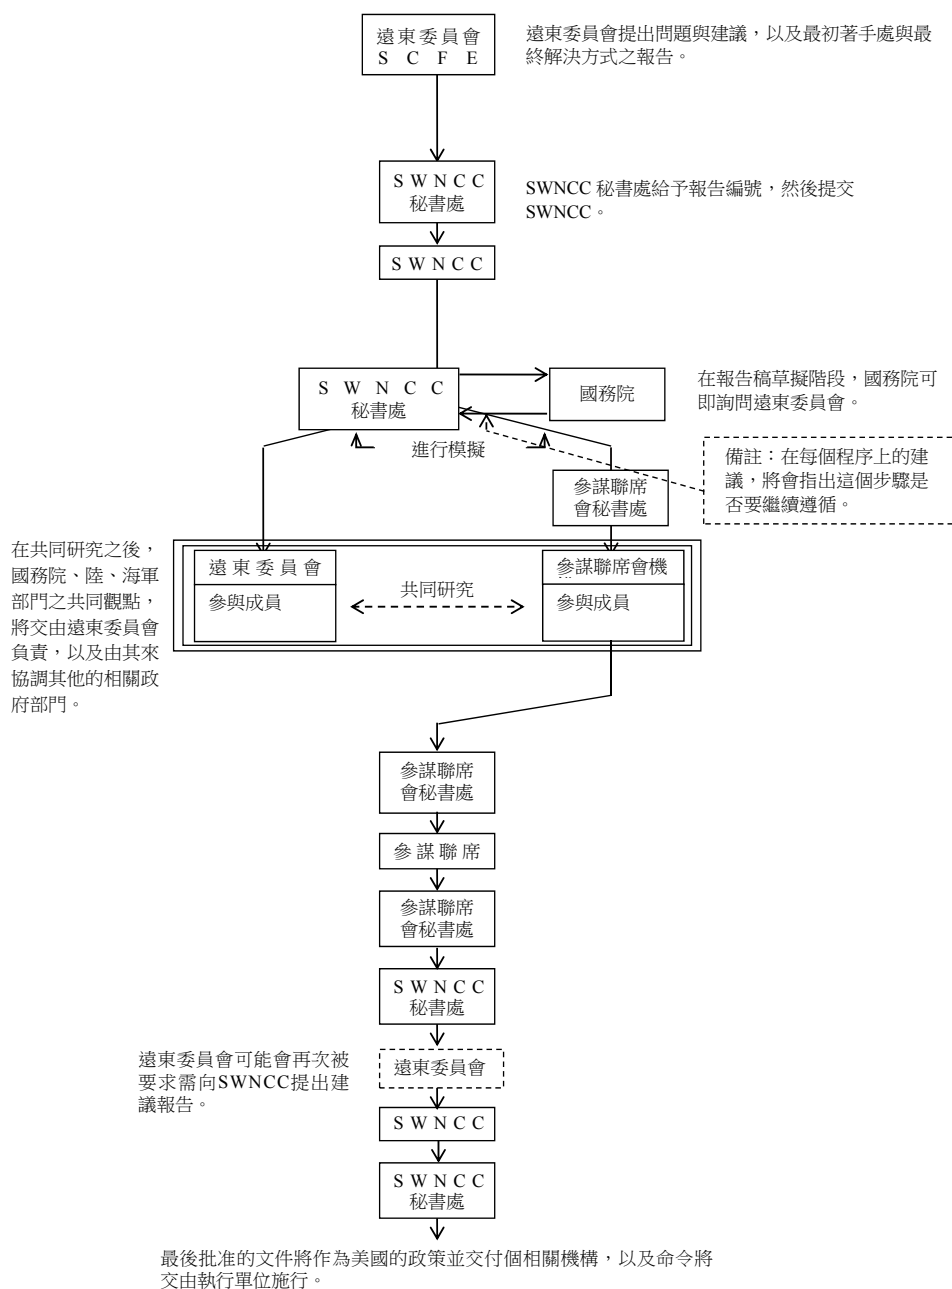 遠東委員會
S C F E
遠東委員會提出問題與建議，以及最初著手處與最
終解決方式之報告。
SWNCC
秘書處
SWNCC 秘書處給予報告編號，然後提交
SWNCC。
SWNCC
SWNCC
秘書處
國務院
在報告稿草擬階段，國務院可
即詢問遠東委員會。
進行模擬
備註：在每個程序上的建
議，將會指出這個步驟是
否要繼續遵循。
參謀聯席
會秘書處
在共同研究之後，
國務院、陸、海軍
部門之共同觀點，
將交由遠東委員會
負責，以及由其來
協調其他的相關政
府部門。
遠東委員會
參與成員
共同研究
參謀聯席會機
參與成員
參謀聯席
會秘書處
參謀聯席
參謀聯席
會秘書處
SWNCC
秘書處
遠東委員會可能會再次被
要求需向SWNCC提出建
議報告。
遠東委員會
SWNCC
SWNCC
秘書處
最後批准的文件將作為美國的政策並交付個相關機構，以及命令將
交由執行單位施行。